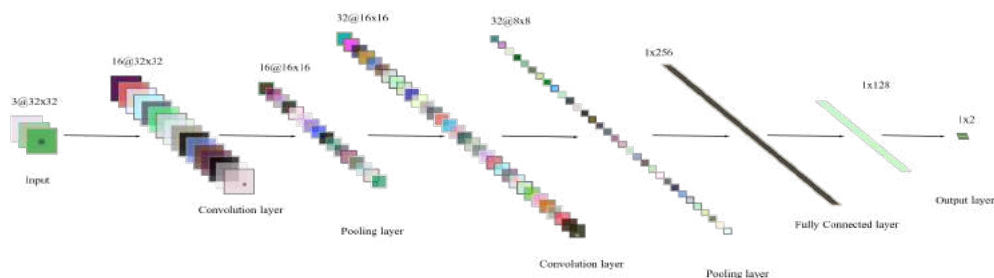 3@32x32
16@32x32
16@16x16
32@16x16
32@8x8
1x256
1x128
1x2
input
Convolution layer
Pooling layer
Convolution layer
Pooling layer
Fully Connected layer
Output layer